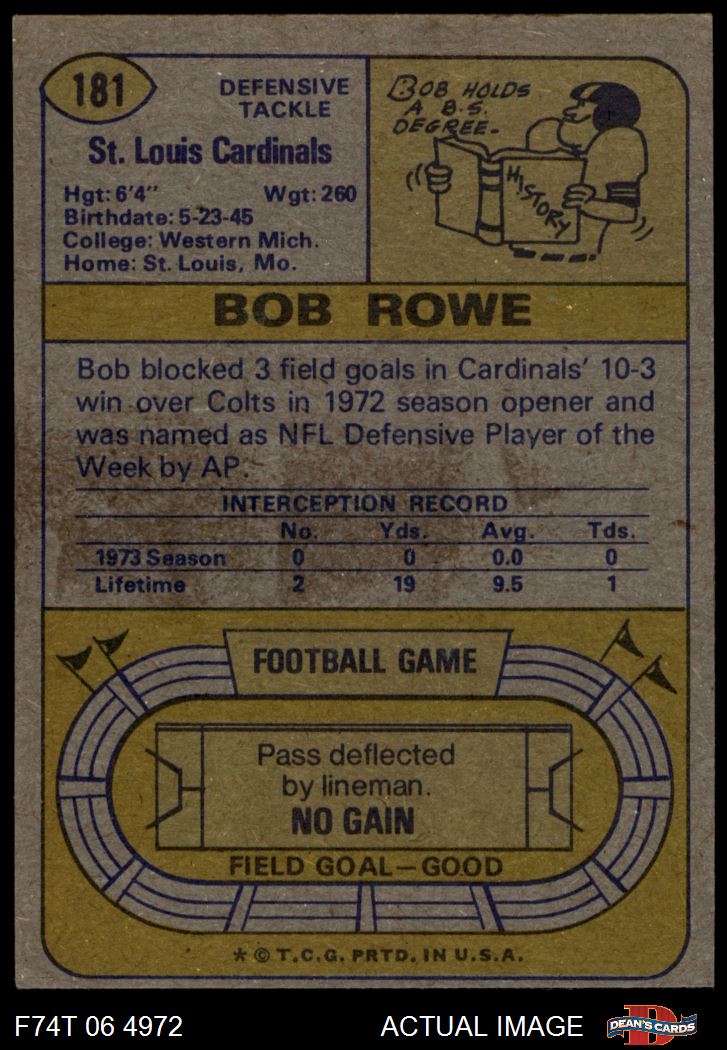 181
DEFENSIVE
TACKLE
St. Louis Cardinals
Hgt: 6'4" Wgt: 260
Birthdate: 5-23-45
College: Western Mich.
Home: St. Louis, Mo.
BOB HOLDS
A B.S.
DEGREE-
HISTORY
BOB ROWE
Bob blocked 3 field goals in Cardinals' 10-3
win over Colts in 1972 season opener and
was named as NFL Defensive Player of the
Week by AP.
INTERCEPTION RECORD
No. Yds. Avg. Tds.
1973 Season 0 0 0.0 0
Lifetime 2 19 9.5 1
FOOTBALL GAME
Pass deflected
by lineman.
NO GAIN
FIELD GOAL—GOOD
* © T.C.G. PRTD. IN U.S.A.
F74T 06 4972 ACTUAL IMAGE DEAN'S CARDS